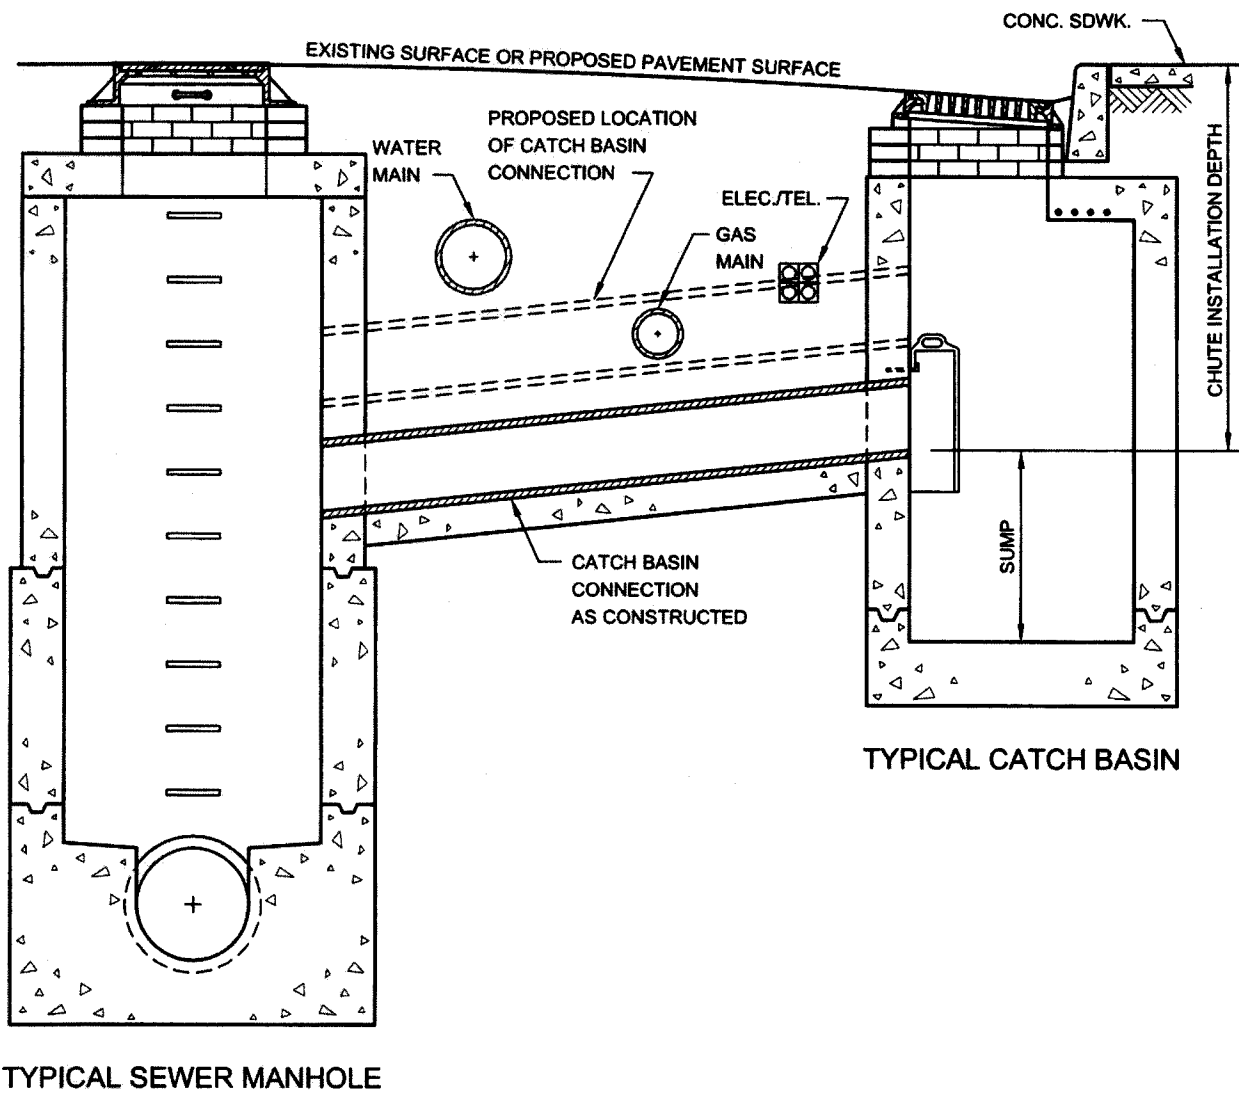 CONC. SDWK.
EXISTING SURFACE OR PROPOSED PAVEMENT SURFACE
PROPOSED LOCATION
OF CATCH BASIN
CONNECTION
WATER
MAIN
ELEC./TEL.
GAS
MAIN
CHUTE INSTALLATION DEPTH
SUMP
CATCH BASIN
CONNECTION
AS CONSTRUCTED
TYPICAL CATCH BASIN
TYPICAL SEWER MANHOLE